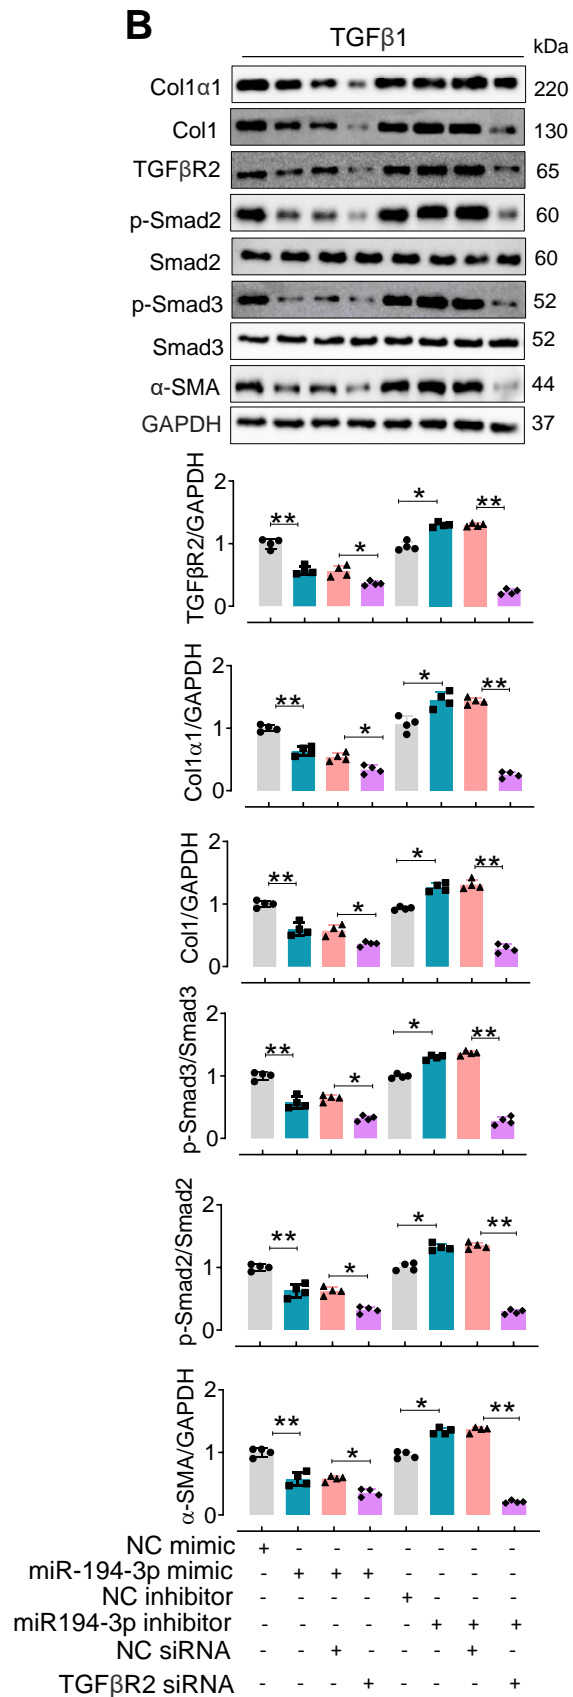 B
TGFβ1
kDa
Col1α1 220
Col1 130
TGFβR2 65
p-Smad2 60
Smad2 60
p-Smad3 52
Smad3 52
α-SMA 44
GAPDH 37
TGFβR2/GAPDH
2
1
0
** * * **
Col1α1/GAPDH
2
1
0
** * * **
Col1/GAPDH
2
1
0
** * * **
p-Smad3/Smad3
2
1
0
** * * **
p-Smad2/Smad2
2
1
0
** * * **
α-SMA/GAPDH
2
1
0
** * * **
NC mimic + - - - - - - -
miR-194-3p mimic - + + + - - - -
NC inhibitor - - - - + - - -
miR194-3p inhibitor - - - - - + + +
NC siRNA - - + - - - + -
TGFβR2 siRNA - - - + - - - +